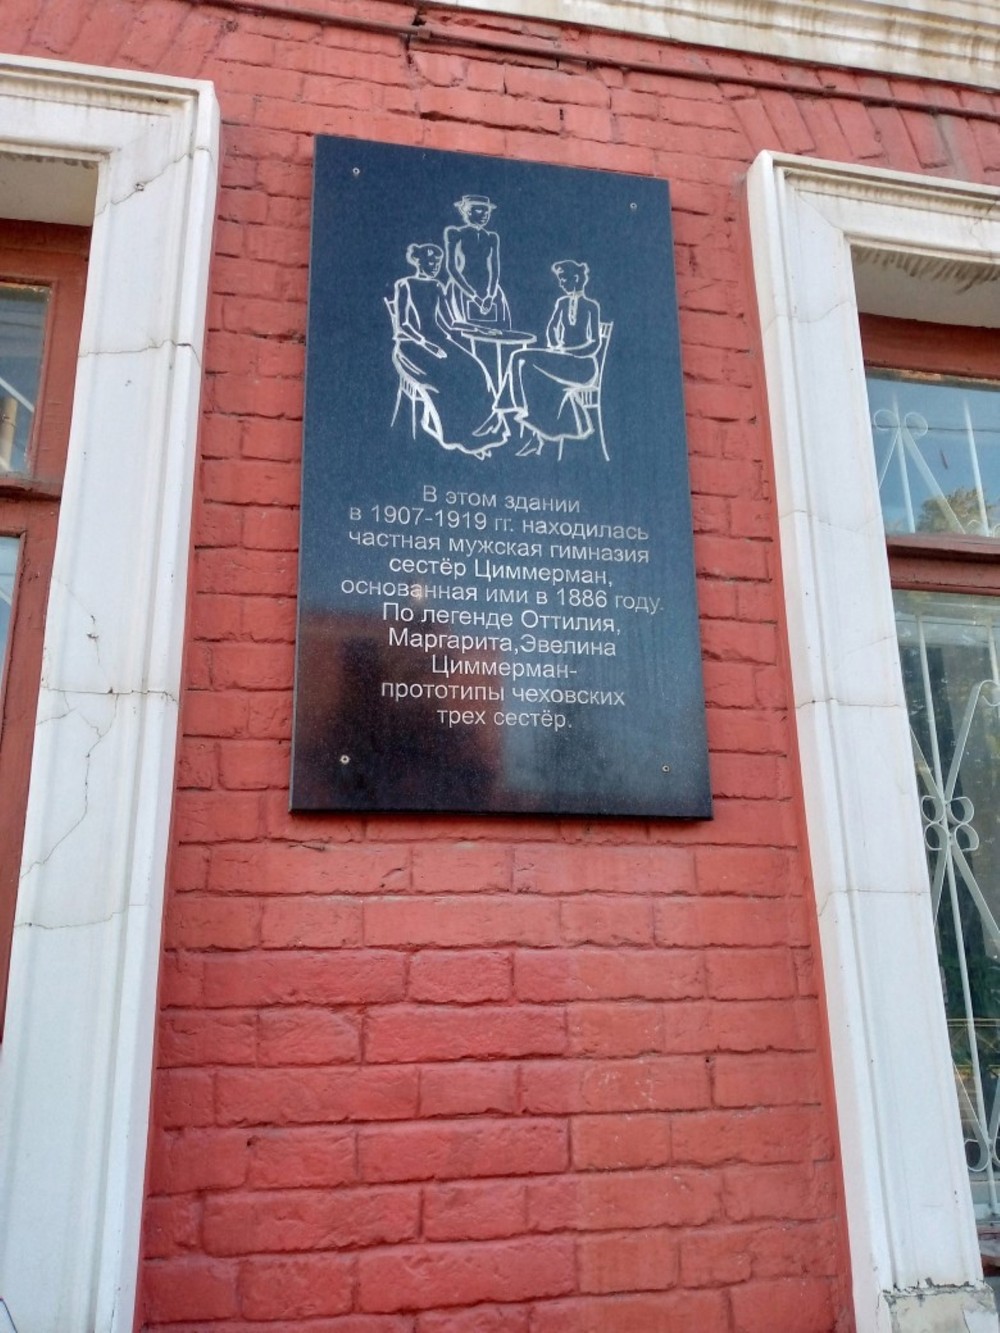 В этом здании
в 1907-1919 гг. находилась
частная мужская гимназия
сестёр Циммерман,
основанная ими в 1886 году.
По легенде Оттилия,
Маргарита,Эвелина
Циммерман-
прототипы чеховских
трех сестёр.